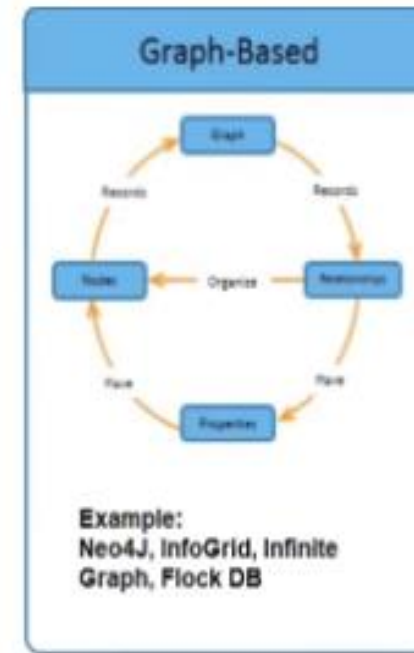 Graph-Based
Graph
Records
Records
Nodes
Organize
Relationships
Have
Have
Properties
Example:
Neo4J, InfoGrid, Infinite
Graph, Flock DB